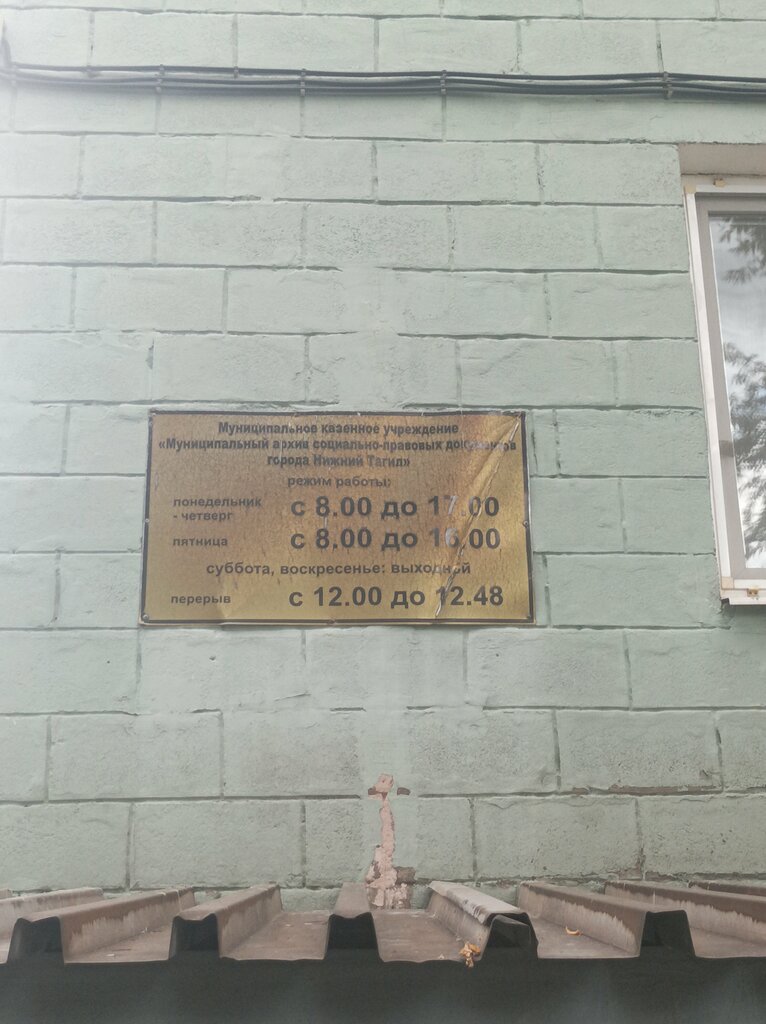 Муниципальное казенное учреждение
«Муниципальный архив социально-правовых документов
города Нижний Тагил»
режим работы:
понедельник
- четверг с 8.00 до 17.00
пятница с 8.00 до 16.00
суббота, воскресенье: выходной
перерыв с 12.00 до 12.48